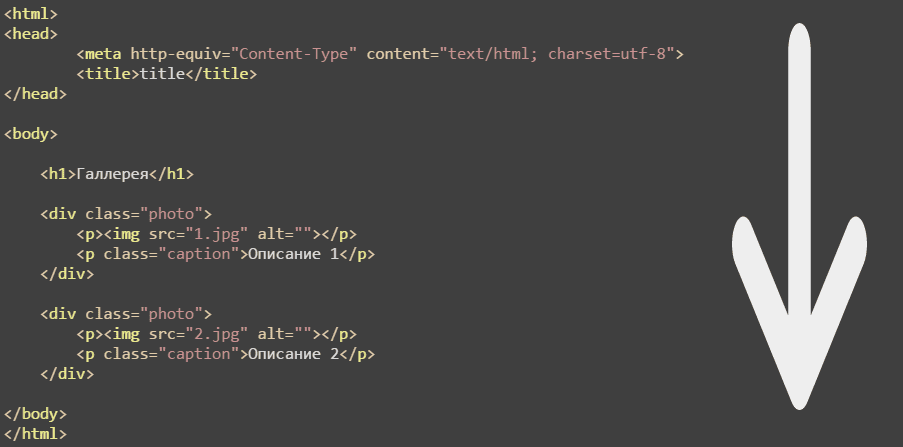 <html>
<head>
        <meta http-equiv="Content-Type" content="text/html; charset=utf-8">
        <title>title</title>
</head>

<body>

    <h1>Галлерея</h1>

    <div class="photo">
        <p><img src="1.jpg" alt=""></p>
        <p class="caption">Описание 1</p>
    </div>

    <div class="photo">
        <p><img src="2.jpg" alt=""></p>
        <p class="caption">Описание 2</p>
    </div>

</body>
</html>